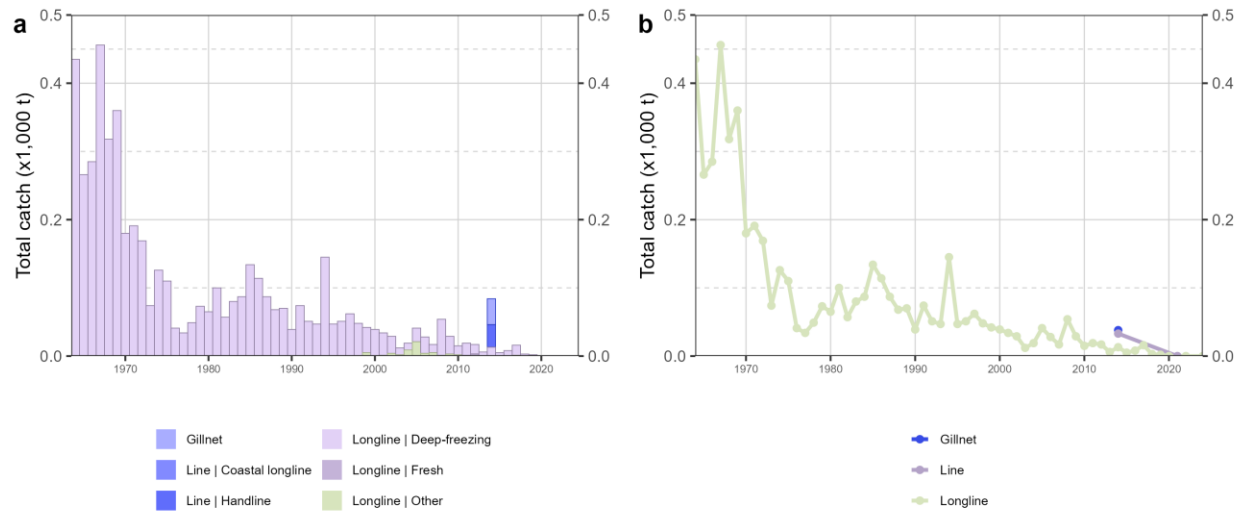 a
Total catch (x1,000 t)
0.5
0.4
0.2
0.0
0.5
0.4
0.2
0.0
1970
1980
1990
2000
2010
2020
Gillnet
Line | Coastal longline
Line | Handline
Longline | Deep-freezing
Longline | Fresh
Longline | Other
b
Total catch (x1,000 t)
0.5
0.4
0.2
0.0
0.5
0.4
0.2
0.0
1970
1980
1990
2000
2010
2020
Gillnet
Line
Longline